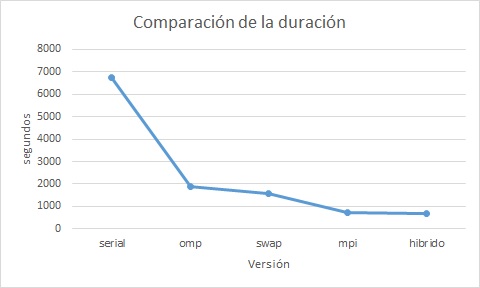 Comparación de la duración
segundos
8000
7000
6000
5000
4000
3000
2000
1000
0
serial omp swap mpi hibrido
Versión